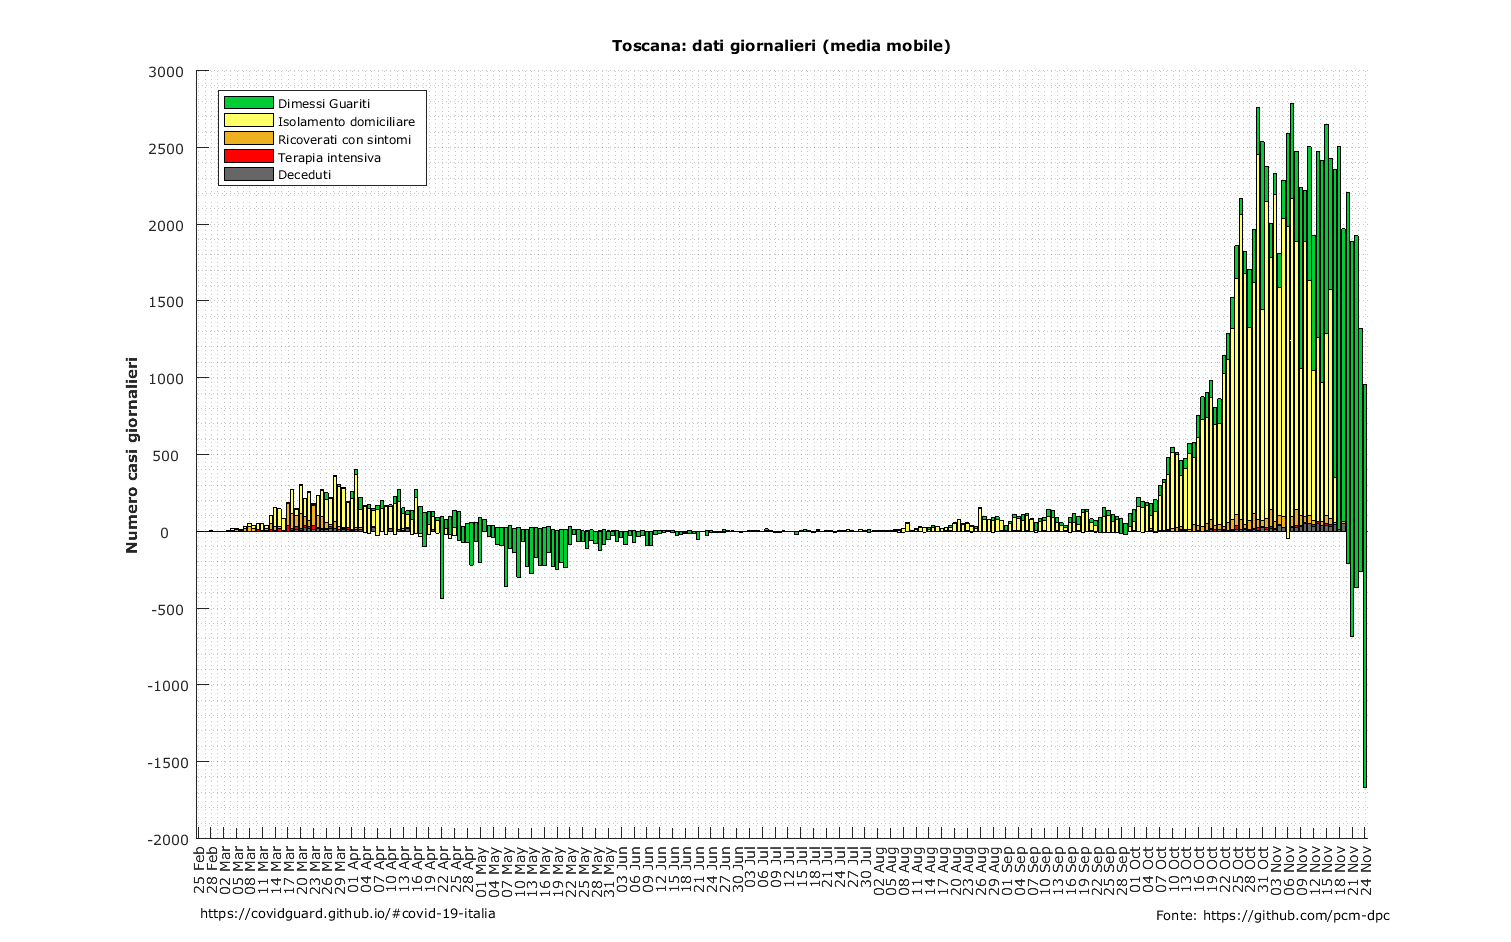 Toscana: dati giornalieri (media mobile)
Numero casi giornalieri
3000
2500
2000
1500
1000
500
0
-500
-1000
-1500
-2000
Dimessi Guariti
Isolamento domiciliare
Ricoverati con sintomi
Terapia intensiva
Deceduti
25 Feb
28 Feb
02 Mar
05 Mar
08 Mar
11 Mar
14 Mar
17 Mar
20 Mar
23 Mar
26 Mar
29 Mar
01 Apr
04 Apr
07 Apr
10 Apr
13 Apr
16 Apr
19 Apr
22 Apr
25 Apr
28 Apr
01 May
04 May
07 May
10 May
13 May
16 May
19 May
22 May
25 May
28 May
31 May
03 Jun
06 Jun
09 Jun
12 Jun
15 Jun
18 Jun
21 Jun
24 Jun
27 Jun
30 Jun
03 Jul
06 Jul
09 Jul
12 Jul
15 Jul
18 Jul
21 Jul
24 Jul
27 Jul
30 Jul
02 Aug
05 Aug
08 Aug
11 Aug
14 Aug
17 Aug
20 Aug
23 Aug
26 Aug
29 Aug
01 Sep
04 Sep
07 Sep
10 Sep
13 Sep
16 Sep
19 Sep
22 Sep
25 Sep
28 Sep
01 Oct
04 Oct
07 Oct
10 Oct
13 Oct
16 Oct
19 Oct
22 Oct
25 Oct
28 Oct
31 Oct
03 Nov
06 Nov
09 Nov
12 Nov
15 Nov
18 Nov
21 Nov
24 Nov
https://covidguard.github.io/#covid-19-italia
Fonte: https://github.com/pcm-dpc